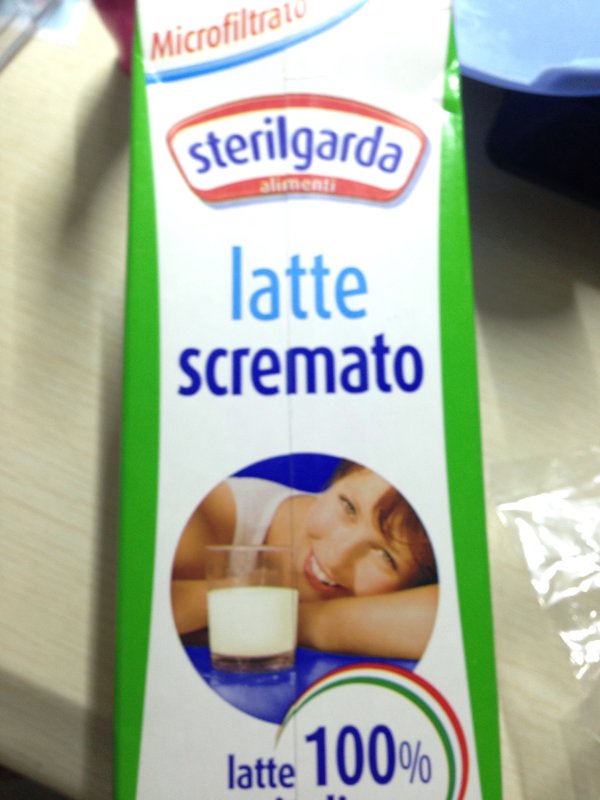 Microfiltrato
sterilgarda
alimenti
latte
scremato
latte 100%